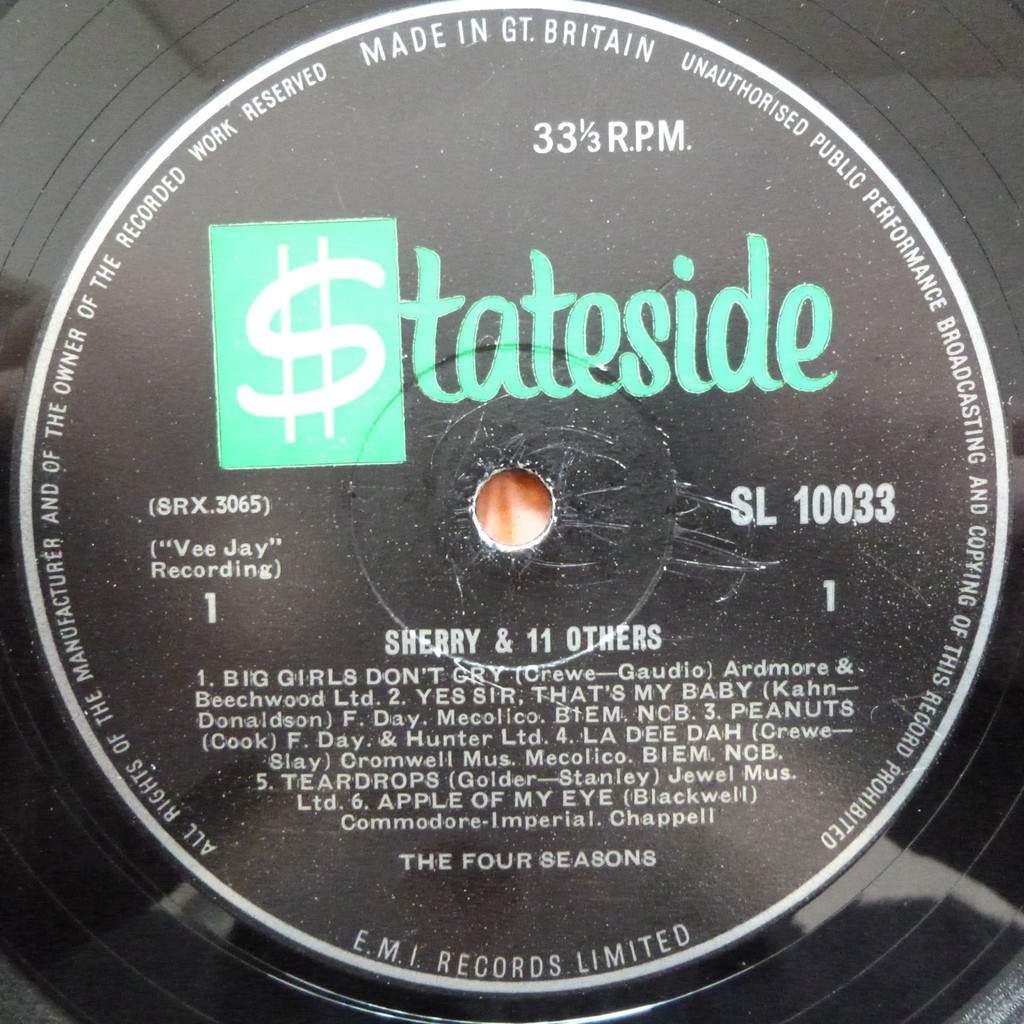 MADE IN GT. BRITAIN
UNAUTHORISED PUBLIC PERFORMANCE BROADCASTING AND COPYING OF THIS RECORD PROHIBITED
ALL RIGHTS OF THE MANUFACTURER AND OF THE OWNER OF THE RECORDED WORK RESERVED
33⅓ R.P.M.
$tateside
(SRX.3065)
SL 10033
("Vee Jay"
Recording)
1
1
SHERRY & 11 OTHERS
1. BIG GIRLS DON'T CRY (Crewe—Gaudio) Ardmore &
Beechwood Ltd. 2. YES SIR, THAT'S MY BABY (Kahn—
Donaldson) F. Day. Mecolico. BIEM. NCB. 3. PEANUTS
(Cook) F. Day. & Hunter Ltd. 4. LA DEE DAH (Crewe—
Slay) Cromwell Mus. Mecolico. BIEM. NCB.
5. TEARDROPS (Golder—Stanley) Jewel Mus.
Ltd. 6. APPLE OF MY EYE (Blackwell)
Commodore-Imperial. Chappell
THE FOUR SEASONS
E.M.I. RECORDS LIMITED